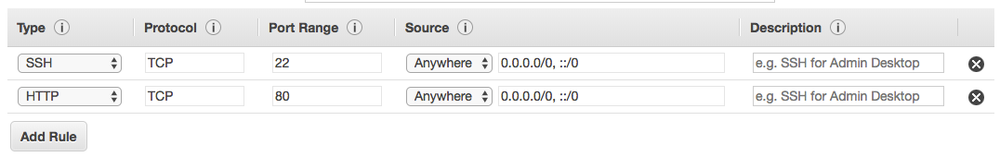 Type i Protocol i Port Range i Source i Description i
SSH TCP 22 Anywhere 0.0.0.0/0, ::/0 e.g. SSH for Admin Desktop
HTTP TCP 80 Anywhere 0.0.0.0/0, ::/0 e.g. SSH for Admin Desktop
Add Rule